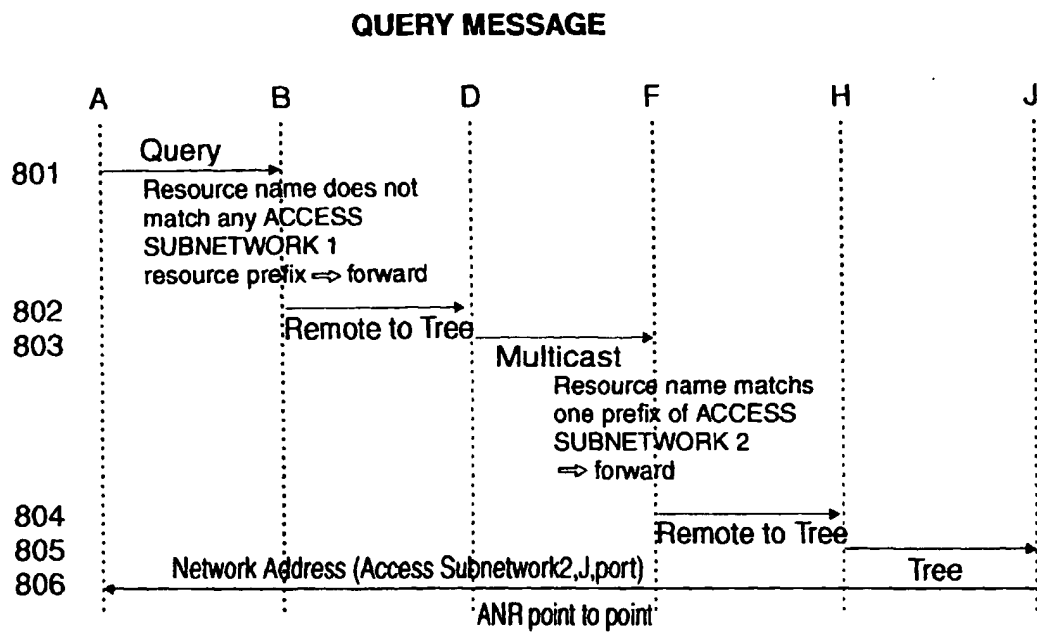 QUERY MESSAGE
A B D F H J
801 Query
Resource name does not
match any ACCESS
SUBNETWORK 1
resource prefix ⇨ forward
802 Remote to Tree
803 Multicast
Resource name matchs
one prefix of ACCESS
SUBNETWORK 2
⇨ forward
804 Remote to Tree
805 Tree
806 Network Address (Access Subnetwork2,J,port)
ANR point to point